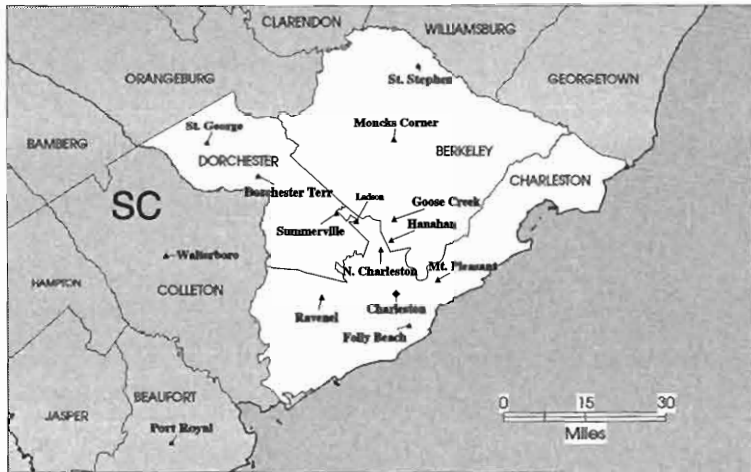 CLARENDON
WILLIAMSBURG
ORANGEBURG
St. Stephen
GEORGETOWN
St. George
Moncks Corner
BAMBERG
DORCHESTER
BERKELEY
CHARLESTON
Dorchester Terr
SC
Ladson
Goose Creek
Summerville
Hanahan
Walterboro
N. Charleston
Mt. Pleasant
HAMPTON
COLLETON
Ravenel
Charleston
Folly Beach
BEAUFORT
JASPER
Port Royal
0 15 30
Miles